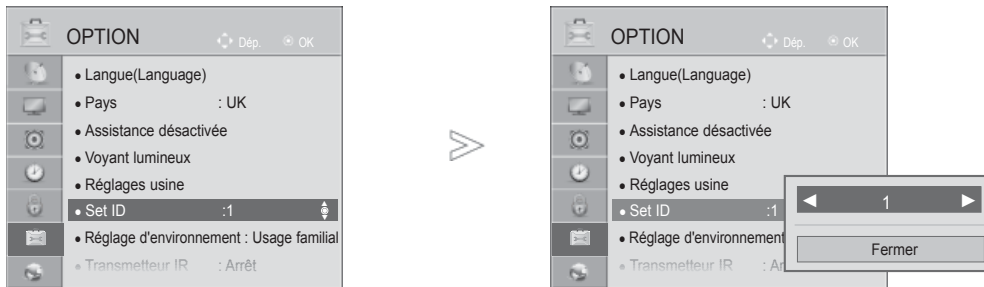 OPTION Dép. OK
• Langue(Language)
• Pays : UK
• Assistance désactivée
• Voyant lumineux
• Réglages usine
• Set ID :1
• Réglage d'environnement : Usage familial
• Transmetteur IR : Arrêt
OPTION Dép. OK
• Langue(Language)
• Pays : UK
• Assistance désactivée
• Voyant lumineux
• Réglages usine
• Set ID :1
• Réglage d'environnement
• Transmetteur IR : Ar
◄ 1 ►
Fermer